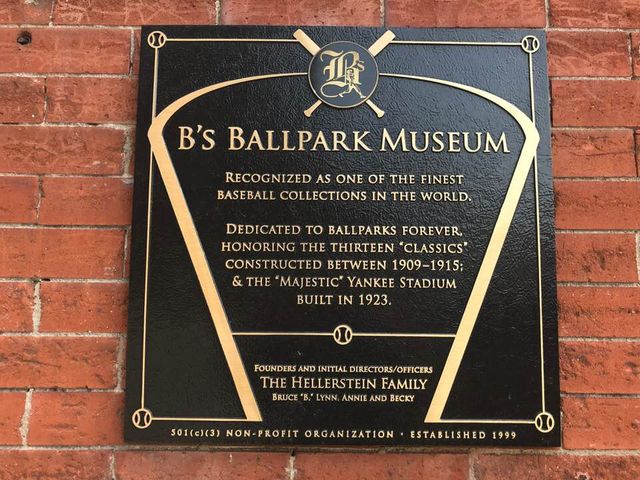 B's
B's Ballpark Museum
Recognized as one of the finest
baseball collections in the world.
Dedicated to ballparks forever,
honoring the thirteen "classics"
constructed between 1909–1915;
& the "Majestic" Yankee Stadium
built in 1923.
Founders and initial directors/officers
The Hellerstein Family
Bruce "B," Lynn, Annie and Becky
501(c)(3) non-profit organization • established 1999